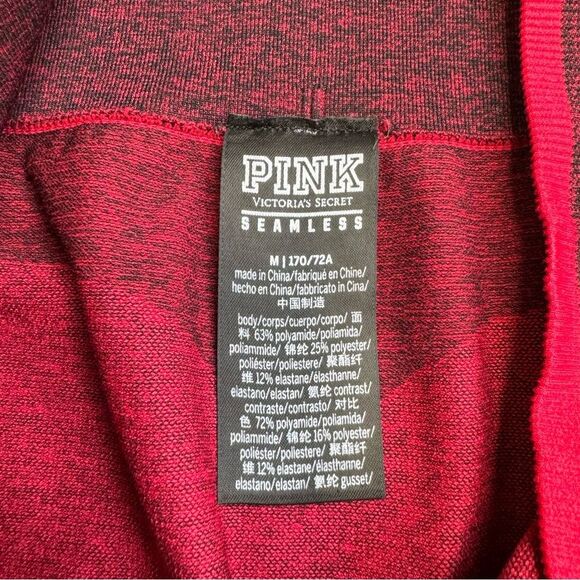 PINK
VICTORIA'S SECRET
SEAMLESS
M | 170/72A
made in China/fabriqué en Chine/
hecho en China/fabbricato in Cina/
中国制造
body/corps/cuerpo/corpo/ 面
料 63% polyamide/poliamida/
poliammide/ 锦纶 25% polyester/
poliéster/poliestere/ 聚酯纤
维 12% elastane/élasthanne/
elastano/elastan/ 氨纶 contrast/
contraste/contrasto/ 对比
色 72% polyamide/poliamida/
poliammide/ 锦纶 16% polyester/
poliéster/poliestere/ 聚酯纤
维 12% elastane/élasthanne/
elastano/elastan/ 氨纶 gusset/